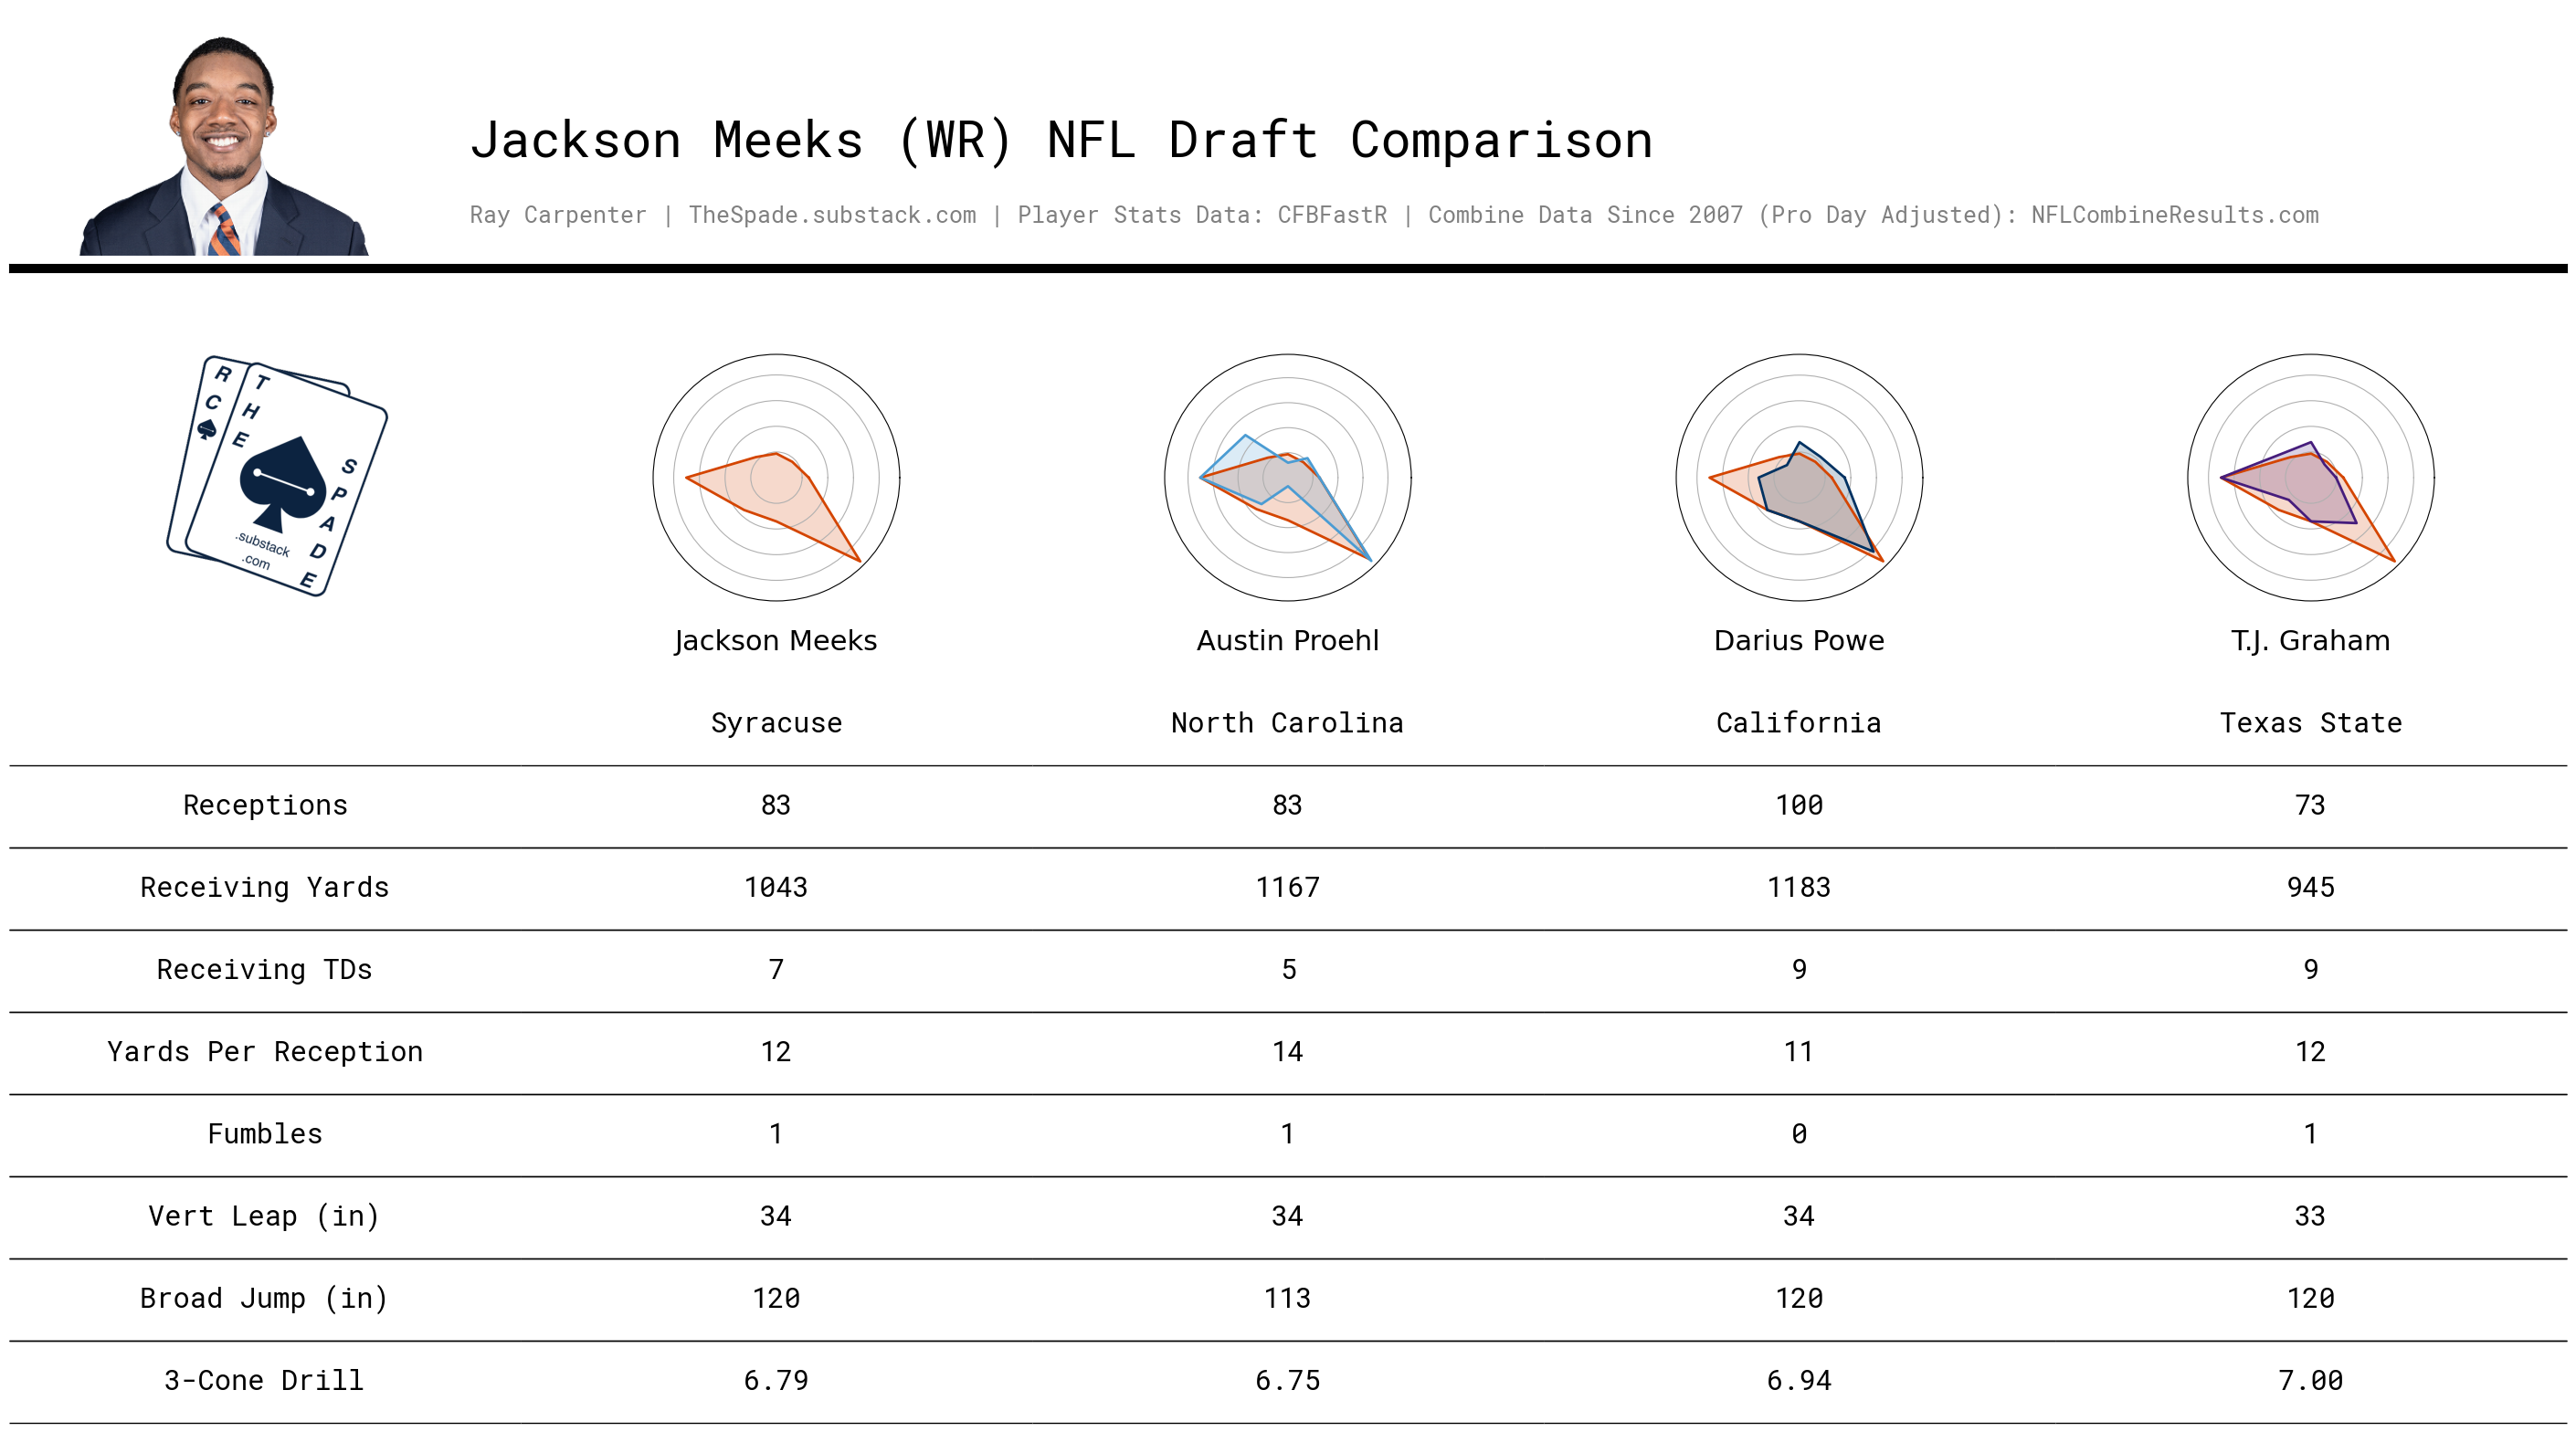 Jackson Meeks (WR) NFL Draft Comparison
Ray Carpenter | TheSpade.substack.com | Player Stats Data: CFBFastR | Combine Data Since 2007 (Pro Day Adjusted): NFLCombineResults.com
RC
THE
SPADE
.substack
.com
Jackson Meeks Austin Proehl Darius Powe T.J. Graham
Syracuse North Carolina California Texas State
Receptions 83 83 100 73
Receiving Yards 1043 1167 1183 945
Receiving TDs 7 5 9 9
Yards Per Reception 12 14 11 12
Fumbles 1 1 0 1
Vert Leap (in) 34 34 34 33
Broad Jump (in) 120 113 120 120
3-Cone Drill 6.79 6.75 6.94 7.00